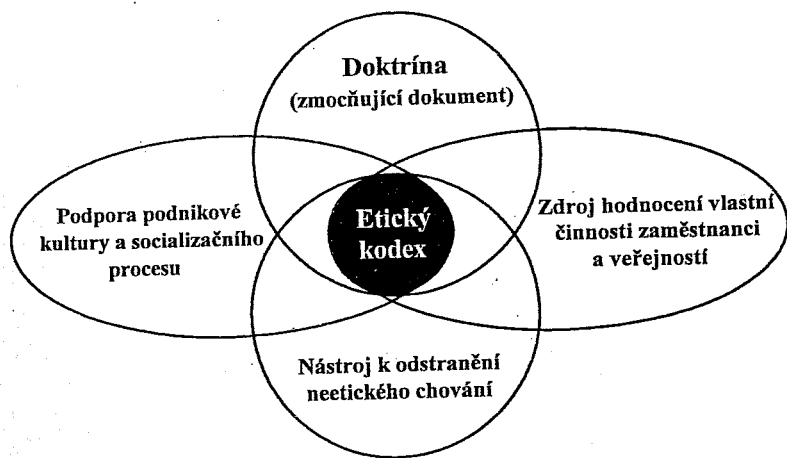 Doktrína
(zmocňující dokument)
Podpora podnikové
kultury a socializačního
procesu
Etický
kodex
Zdroj hodnocení vlastní
činnosti zaměstnanci
a veřejností
Nástroj k odstranění
neetického chování